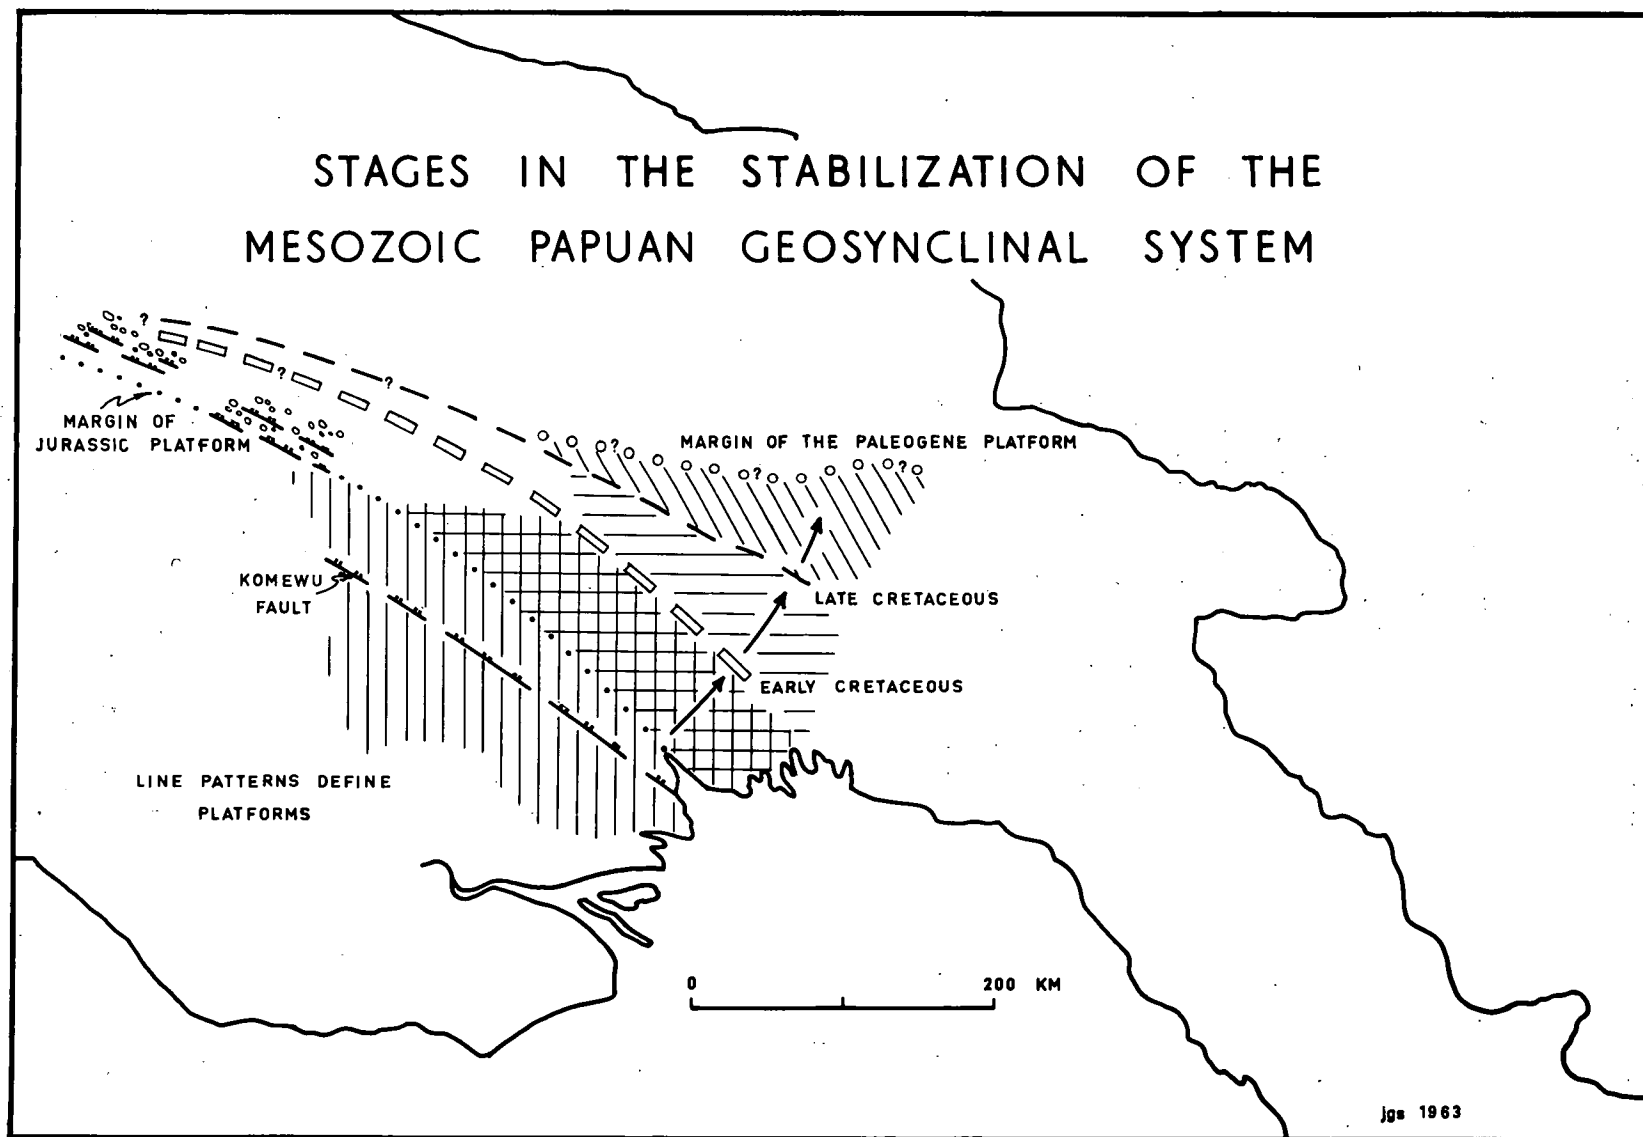 STAGES IN THE STABILIZATION OF THE
MESOZOIC PAPUAN GEOSYNCLINAL SYSTEM
?
?
?
MARGIN OF
JURASSIC PLATFORM
?
MARGIN OF THE PALEOGENE PLATFORM
?
?
KOMEWU
FAULT
LATE CRETACEOUS
EARLY CRETACEOUS
LINE PATTERNS DEFINE
PLATFORMS
0 200 KM
jgs 1963